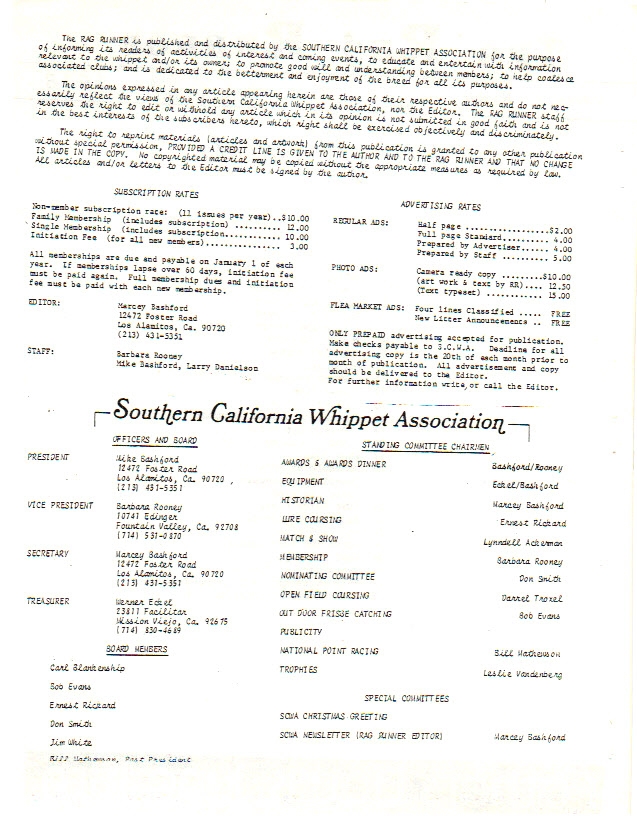 The RAG RUNNER is published and distributed by the SOUTHERN CALIFORNIA WHIPPET ASSOCIATION for the purpose
of informing its readers of activities of interest and coming events, to educate and entertain with information
relevant to the whippet and/or its owner; to promote good will and understanding between members; to help coalesce
associated clubs; and is dedicated to the betterment and enjoyment of the breed for all its purposes.
The opinions expressed in any article appearing herein are those of their respective authors and do not nec-
essarily reflect the views of the Southern California Whippet Association, nor the Editor. The RAG RUNNER staff
reserves the right to edit or withhold any article which in its opinion is not submitted in good faith and is not
in the best interests of the subscribers hereto, which right shall be exercised objectively and discriminately.
The right to reprint materials (articles and artwork) from this publication is granted to any other publication
without special permission, PROVIDED A CREDIT LINE IS GIVEN TO THE AUTHOR AND TO THE RAG RUNNER AND THAT NO CHANGE
IS MADE IN THE COPY. No copyrighted material may be copied without the appropriate measures as required by law.
All articles and/or letters to the Editor must be signed by the author.
SUBSCRIPTION RATES
Non-member subscription rate: (11 issues per year)..$10.00
Family Membership (includes subscription) .......... 12.00
Single Membership (includes subscription............ 10.00
Initiation Fee (for all new members)................ 3.00
All memberships are due and payable on January 1 of each
year. If memberships lapse over 60 days, initiation fee
must be paid again. Full membership dues and initiation
fee must be paid with each new membership.
EDITOR: Marcey Bashford
12472 Foster Road
Los Alamitos, Ca. 90720
(213) 431-5351
STAFF: Barbara Rooney
Mike Bashford, Larry Danielson
ADVERTISING RATES
REGULAR ADS: Half page .................$2.00
Full page Standard.......... 4.00
Prepared by Advertiser...... 4.00
Prepared by Staff .......... 5.00
PHOTO ADS: Camera ready copy .........$10.00
(art work & text by RR).... 12.50
(Text typeset) ............. 15.00
FLEA MARKET ADS: Four lines Classified ..... FREE
New Litter Announcements .. FREE
ONLY PREPAID advertising accepted for publication.
Make checks payable to S.C.W.A. Deadline for all
advertising copy is the 20th of each month prior to
month of publication. All advertisement and copy
should be delivered to the Editor.
For further information write, or call the Editor.
Southern California Whippet Association
OFFICERS AND BOARD
PRESIDENT Mike Bashford
12472 Foster Road
Los Alamitos, Ca. 90720
(213) 431-5351
VICE PRESIDENT Barbara Rooney
10741 Edinger
Fountain Valley, Ca. 92708
(714) 531-0870
SECRETARY Marcey Bashford
12472 Foster Road
Los Alamitos, Ca. 90720
(213) 431-5351
TREASURER Werner Eckel
23811 Facilitar
Mission Viejo, Ca. 92675
(714) 830-4689
BOARD MEMBERS
Carl Blankenship
Bob Evans
Ernest Rickard
Don Smith
Jim White
Bill Mathewson, Past President
STANDING COMMITTEE CHAIRMEN
AWARDS & AWARDS DINNER Bashford/Rooney
EQUIPMENT Eckel/Bashford
HISTORIAN Marcey Bashford
LURE COURSING Ernest Rickard
MATCH & SHOW Lynndell Ackerman
MEMBERSHIP Barbara Rooney
NOMINATING COMMITTEE Don Smith
OPEN FIELD COURSING Darrel Troxel
OUT DOOR FRISBE CATCHING Bob Evans
PUBLICITY
NATIONAL POINT RACING Bill Mathewson
TROPHIES Leslie Vandenberg
SPECIAL COMMITTEES
SCWA CHRISTMAS GREETING
SCWA NEWSLETTER (RAG RUNNER EDITOR) Marcey Bashford